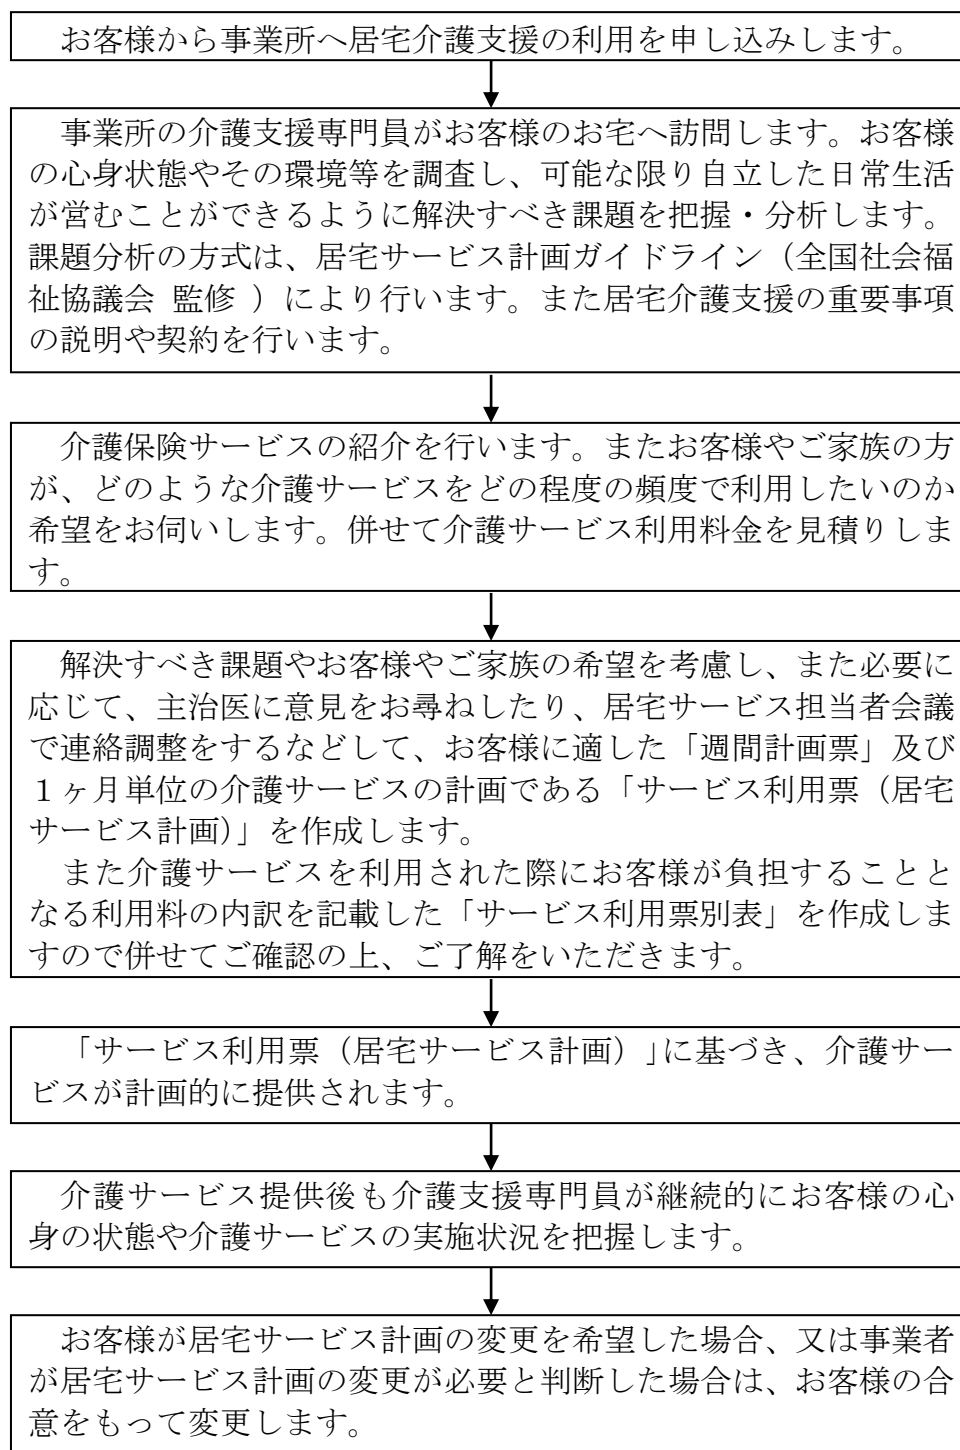 お客様から事業所へ居宅介護支援の利用を申し込みします。
事業所の介護支援専門員がお客様のお宅へ訪問します。お客様
の心身状態やその環境等を調査し、可能な限り自立した日常生活
が営むことができるように解決すべき課題を把握・分析します。
課題分析の方式は、居宅サービス計画ガイドライン（全国社会福
祉協議会 監修 ）により行います。また居宅介護支援の重要事項
の説明や契約を行います。
介護保険サービスの紹介を行います。またお客様やご家族の方
が、どのような介護サービスをどの程度の頻度で利用したいのか
希望をお伺いします。併せて介護サービス利用料金を見積りしま
す。
解決すべき課題やお客様やご家族の希望を考慮し、また必要に
応じて、主治医に意見をお尋ねしたり、居宅サービス担当者会議
で連絡調整をするなどして、お客様に適した「週間計画票」及び
１ヶ月単位の介護サービスの計画である「サービス利用票（居宅
サービス計画）」を作成します。
また介護サービスを利用された際にお客様が負担することと
なる利用料の内訳を記載した「サービス利用票別表」を作成しま
すので併せてご確認の上、ご了解をいただきます。
「サービス利用票（居宅サービス計画）」に基づき、介護サー
ビスが計画的に提供されます。
介護サービス提供後も介護支援専門員が継続的にお客様の心
身の状態や介護サービスの実施状況を把握します。
お客様が居宅サービス計画の変更を希望した場合、又は事業者
が居宅サービス計画の変更が必要と判断した場合は、お客様の合
意をもって変更します。